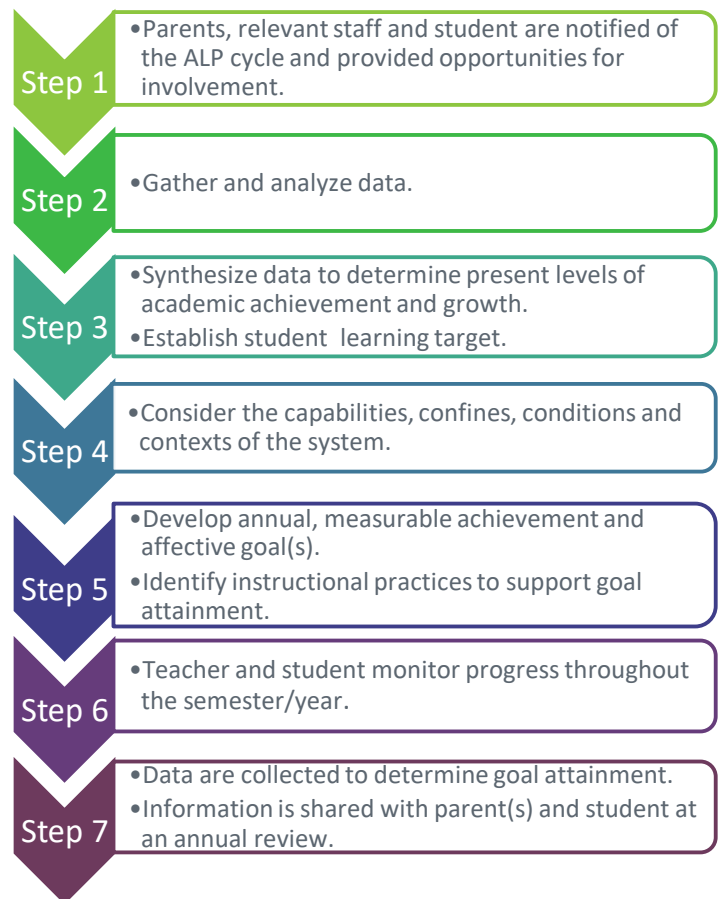 Step 1
•Parents, relevant staff and student are notified of
the ALP cycle and provided opportunities for
involvement.
Step 2
•Gather and analyze data.
Step 3
•Synthesize data to determine present levels of
academic achievement and growth.
•Establish student learning target.
Step 4
•Consider the capabilities, confines, conditions and
contexts of the system.
Step 5
•Develop annual, measurable achievement and
affective goal(s).
•Identify instructional practices to support goal
attainment.
Step 6
•Teacher and student monitor progress throughout
the semester/year.
Step 7
•Data are collected to determine goal attainment.
•Information is shared with parent(s) and student at
an annual review.